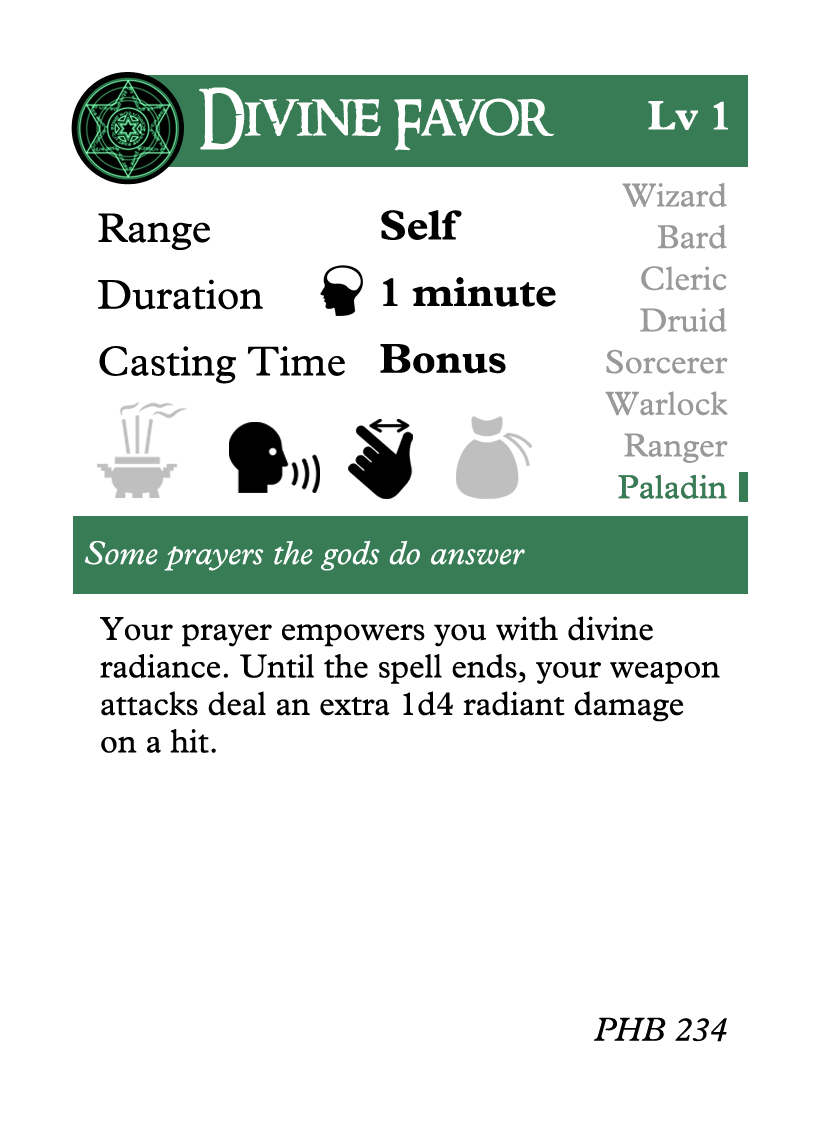 Divine Favor
Lv 1
Range Self
Duration 1 minute
Casting Time Bonus
Wizard
Bard
Cleric
Druid
Sorcerer
Warlock
Ranger
Paladin
Some prayers the gods do answer
Your prayer empowers you with divine
radiance. Until the spell ends, your weapon
attacks deal an extra 1d4 radiant damage
on a hit.
PHB 234